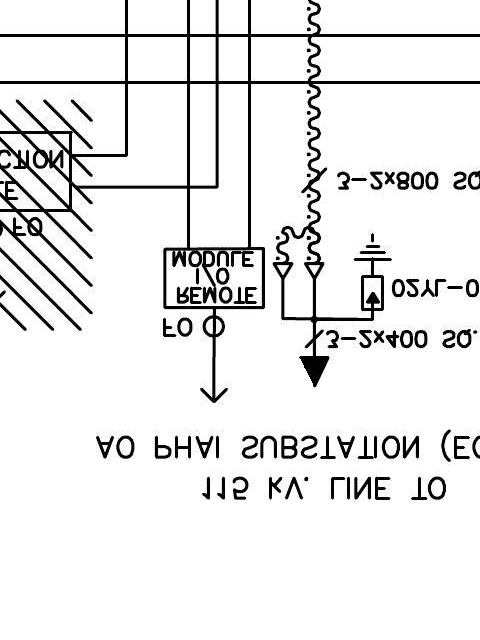 115 kV. LINE TO
AO PHAI SUBSTATION (E
3-2x400 SQ.
FO
REMOTE
I/O
MODULE
02YL-0
FO
LE
CTION
3-2x800 SQ